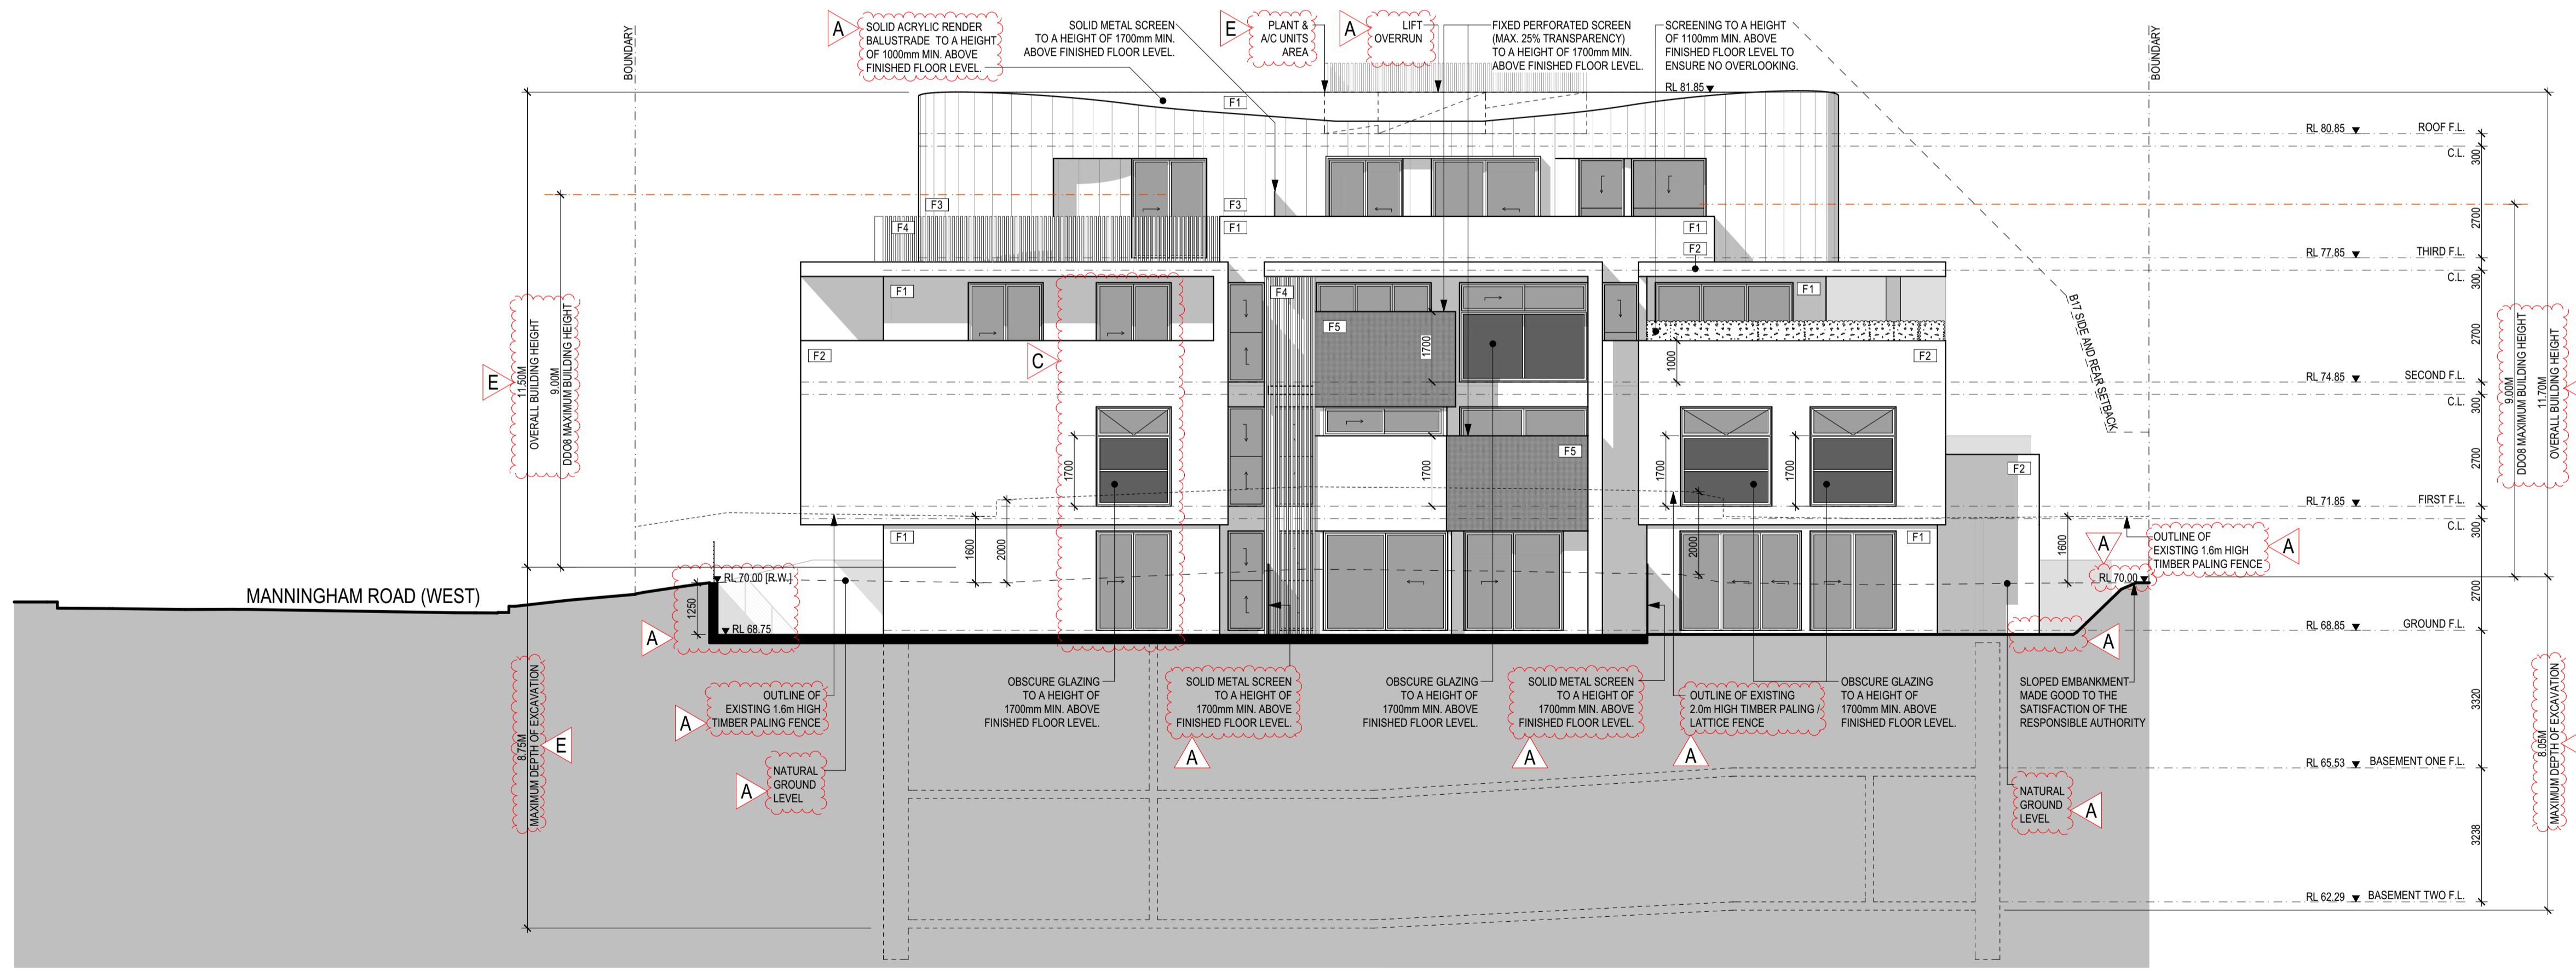 A
SOLID ACRYLIC RENDER
BALUSTRADE TO A HEIGHT
OF 1000mm MIN. ABOVE
FINISHED FLOOR LEVEL.
SOLID METAL SCREEN
TO A HEIGHT OF 1700mm MIN.
ABOVE FINISHED FLOOR LEVEL.
E
PLANT &
A/C UNITS
AREA
A
LIFT
OVERRUN
FIXED PERFORATED SCREEN
(MAX. 25% TRANSPARENCY)
TO A HEIGHT OF 1700mm MIN.
ABOVE FINISHED FLOOR LEVEL.
SCREENING TO A HEIGHT
OF 1100mm MIN. ABOVE
FINISHED FLOOR LEVEL TO
ENSURE NO OVERLOOKING.
BOUNDARY
BOUNDARY
RL 81.85
F1
RL 80.85
ROOF F.L.
C.L.
300
2700
F3
F3
F4
F1
F1
F2
RL 77.85
THIRD F.L.
C.L.
300
F1
F4
F1
F5
1700
1000
2700
C
F2
F2
B17 SIDE AND REAR SETBACK
E
11.50M
OVERALL BUILDING HEIGHT
9.00M
DDO8 MAXIMUM BUILDING HEIGHT
RL 74.85
SECOND F.L.
C.L.
300
9.00M
DDO8 MAXIMUM BUILDING HEIGHT
11.70M
OVERALL BUILDING HEIGHT
1700
1700
F5
1700
1700
F2
2700
RL 71.85
FIRST F.L.
C.L.
300
F1
1600
2000
2000
F1
1600
A
OUTLINE OF
EXISTING 1.6m HIGH
TIMBER PALING FENCE
A
RL 70.00 [R.W.]
RL 70.00
2700
MANNINGHAM ROAD (WEST)
1250
RL 68.75
A
A
RL 68.85
GROUND F.L.
8.75M
MAXIMUM DEPTH OF EXCAVATION
E
A
OUTLINE OF
EXISTING 1.6m HIGH
TIMBER PALING FENCE
OBSCURE GLAZING
TO A HEIGHT OF
1700mm MIN. ABOVE
FINISHED FLOOR LEVEL.
SOLID METAL SCREEN
TO A HEIGHT OF
1700mm MIN. ABOVE
FINISHED FLOOR LEVEL.
A
OBSCURE GLAZING
TO A HEIGHT OF
1700mm MIN. ABOVE
FINISHED FLOOR LEVEL.
SOLID METAL SCREEN
TO A HEIGHT OF
1700mm MIN. ABOVE
FINISHED FLOOR LEVEL.
A
OUTLINE OF EXISTING
2.0m HIGH TIMBER PALING /
LATTICE FENCE
A
OBSCURE GLAZING
TO A HEIGHT OF
1700mm MIN. ABOVE
FINISHED FLOOR LEVEL.
SLOPED EMBANKMENT
MADE GOOD TO THE
SATISFACTION OF THE
RESPONSIBLE AUTHORITY
3320
8.05M
MAXIMUM DEPTH OF EXCAVATION
A
NATURAL
GROUND
LEVEL
NATURAL
GROUND
LEVEL
A
RL 65.53
BASEMENT ONE F.L.
3238
RL 62.29
BASEMENT TWO F.L.